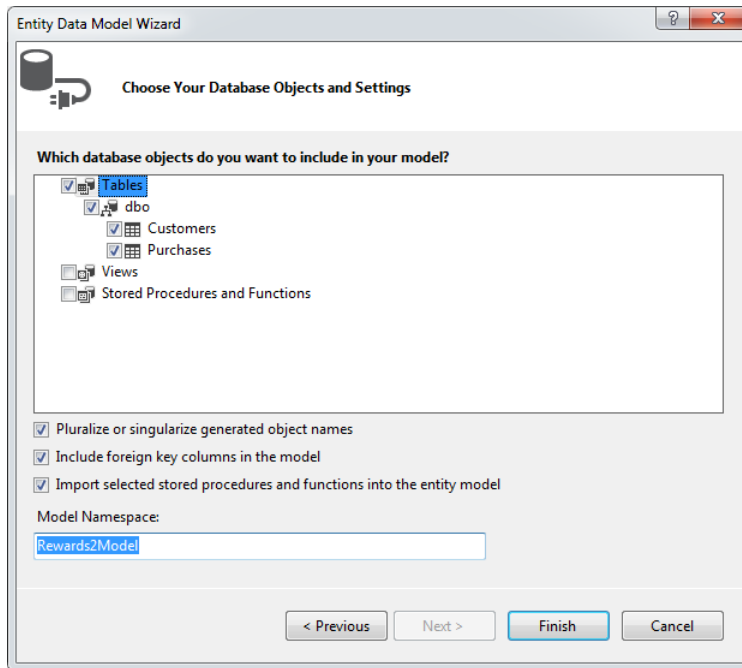 Entity Data Model Wizard
Choose Your Database Objects and Settings
Which database objects do you want to include in your model?
Tables
dbo
Customers
Purchases
Views
Stored Procedures and Functions
Pluralize or singularize generated object names
Include foreign key columns in the model
Import selected stored procedures and functions into the entity model
Model Namespace:
Rewards2Model
< Previous Next > Finish Cancel